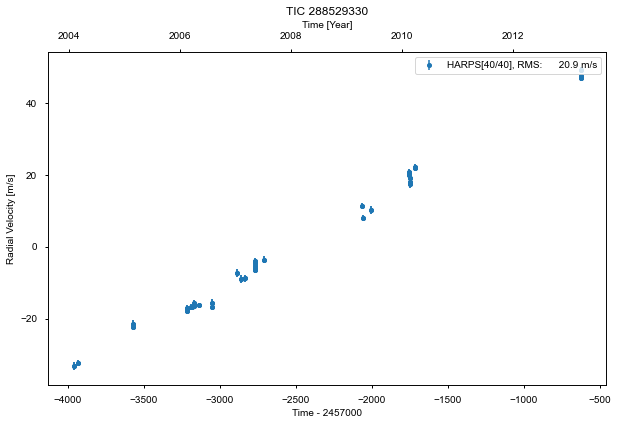 TIC 288529330
Time [Year]
2004 2006 2008 2010 2012
HARPS[40/40], RMS: 20.9 m/s
Radial Velocity [m/s]
40
20
0
−20
−4000 −3500 −3000 −2500 −2000 −1500 −1000 −500
Time - 2457000